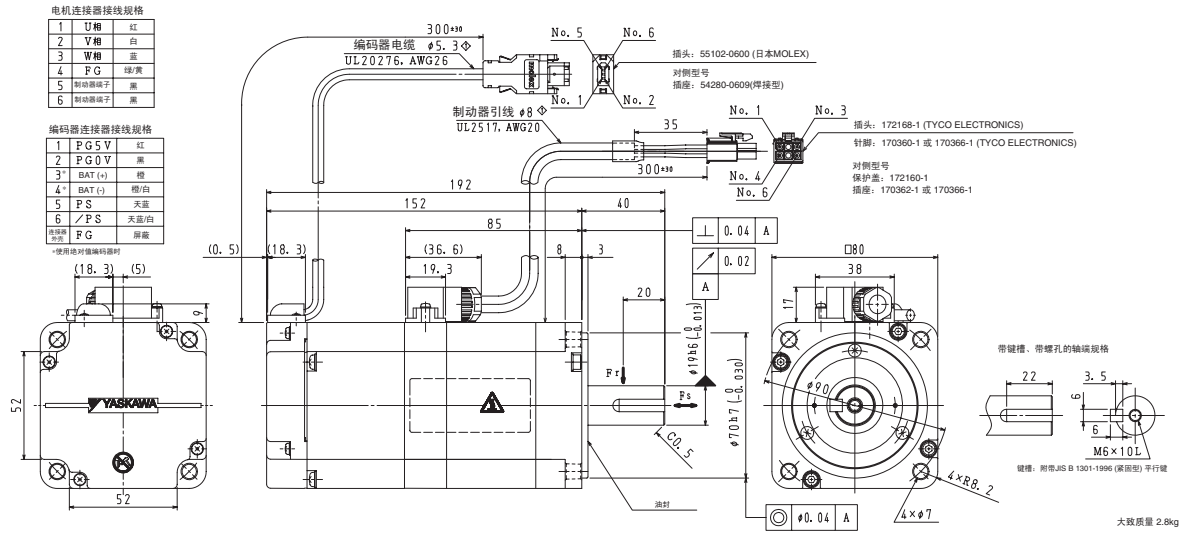 电机连接器接线规格
1 U相 红
2 V相 白
3 W相 蓝
4 FG 绿/黄
5 制动器端子 黑
6 制动器端子 黑
编码器连接器接线规格
1 PG5V 红
2 PG0V 黑
3* BAT (+) 橙
4* BAT (-) 橙/白
5 PS 天蓝
6 /PS 天蓝/白
连接器外壳 FG 屏蔽
*使用绝对值编码器时
300±30
编码器电缆 φ5.3
UL20276, AWG26
No. 5 No. 6
No. 1 No. 2
插头：55102-0600 (日本MOLEX)
对侧型号
插座：54280-0609(焊接型)
制动器引线 φ8
UL2517, AWG20
35
300±30
No. 1 No. 3
No. 4
No. 6
插头：172168-1 (TYCO ELECTRONICS)
针脚：170360-1 或 170366-1 (TYCO ELECTRONICS)
对侧型号
保护盖：172160-1
插座：170362-1 或 170366-1
192
152 40
85
(0.5) (18.3) (36.6) 8 3
19.3
⊥ 0.04 A
0.02
A
20
φ19h6(0 -0.013)
φ70h7(0 -0.030)
Fr
Fs
C0.5
油封
◎ φ0.04 A
(18.3) (5)
9
52
YASKAWA
52
□80
38
17
φ90
4×R8.2
4×φ7
带键槽、带螺孔的轴端规格
22 3.5
6
6
M6×10L
键槽：附带JIS B 1301-1996 (紧固型) 平行键
大致质量 2.8kg